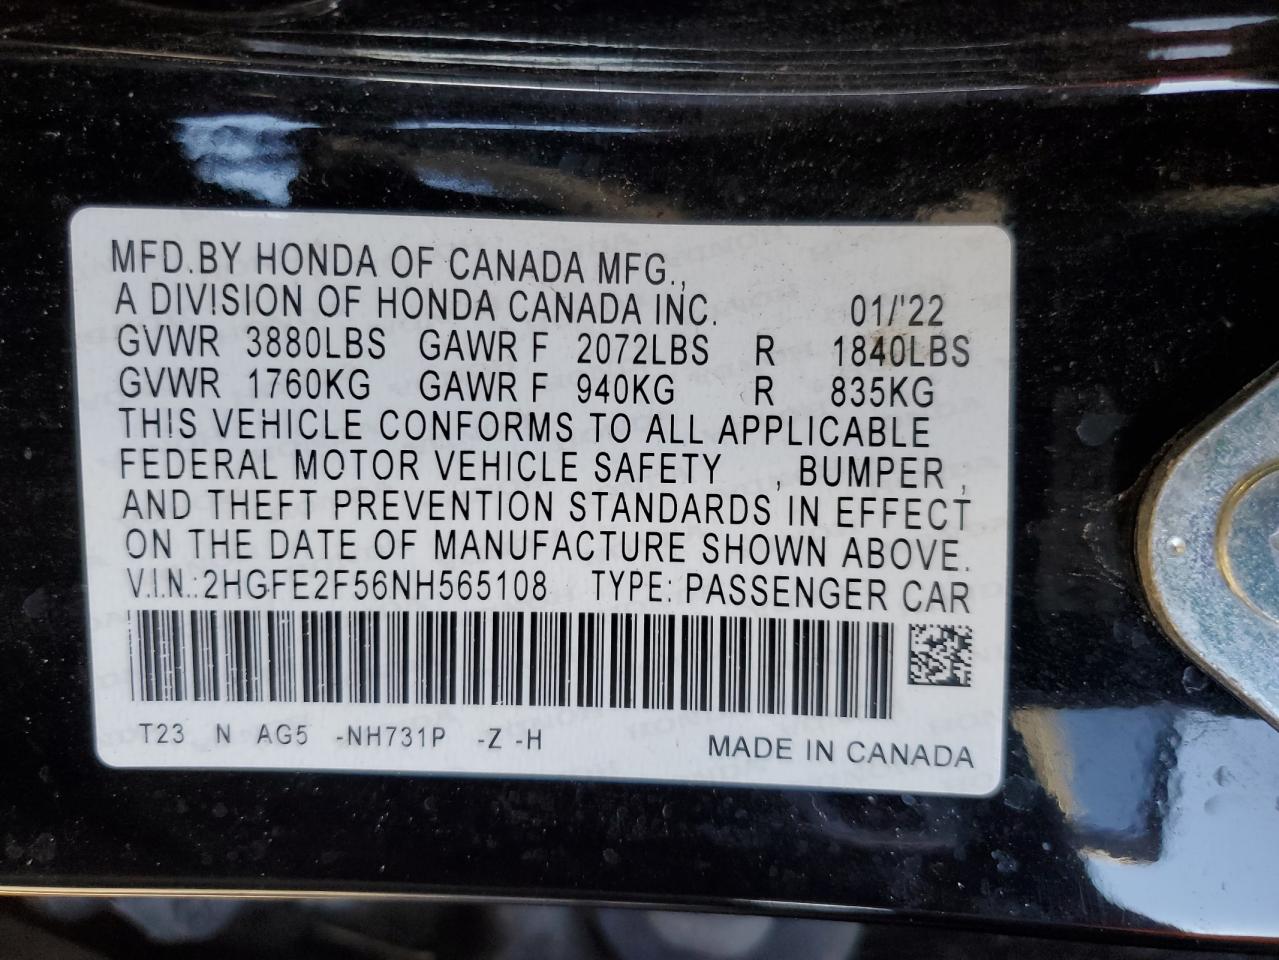 MFD.BY HONDA OF CANADA MFG.,
A DIVISION OF HONDA CANADA INC. 01/'22
GVWR 3880LBS GAWR F 2072LBS R 1840LBS
GVWR 1760KG GAWR F 940KG R 835KG
THIS VEHICLE CONFORMS TO ALL APPLICABLE
FEDERAL MOTOR VEHICLE SAFETY , BUMPER ,
AND THEFT PREVENTION STANDARDS IN EFFECT
ON THE DATE OF MANUFACTURE SHOWN ABOVE.
V.I.N.:2HGFE2F56NH565108 TYPE: PASSENGER CAR
T23 N AG5 -NH731P -Z -H MADE IN CANADA